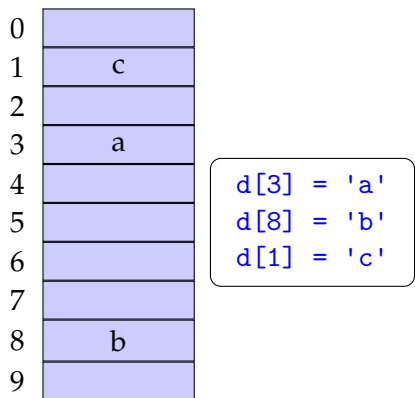 0
1 c
2
3 a
4
5
6
7
8 b
9
d[3] = 'a'
d[8] = 'b'
d[1] = 'c'